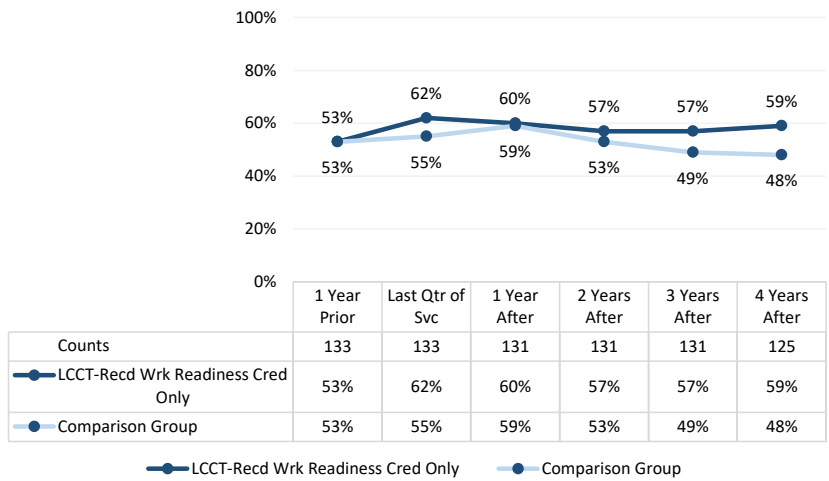 100%
80%
60%
40%
20%
0%
53% 62% 60% 57% 57% 59%
53% 55% 59% 53% 49% 48%
1 Year Prior
Last Qtr of Svc
1 Year After
2 Years After
3 Years After
4 Years After
Counts 133 133 131 131 131 125
LCCT-Recd Wrk Readiness Cred Only 53% 62% 60% 57% 57% 59%
Comparison Group 53% 55% 59% 53% 49% 48%
LCCT-Recd Wrk Readiness Cred Only Comparison Group